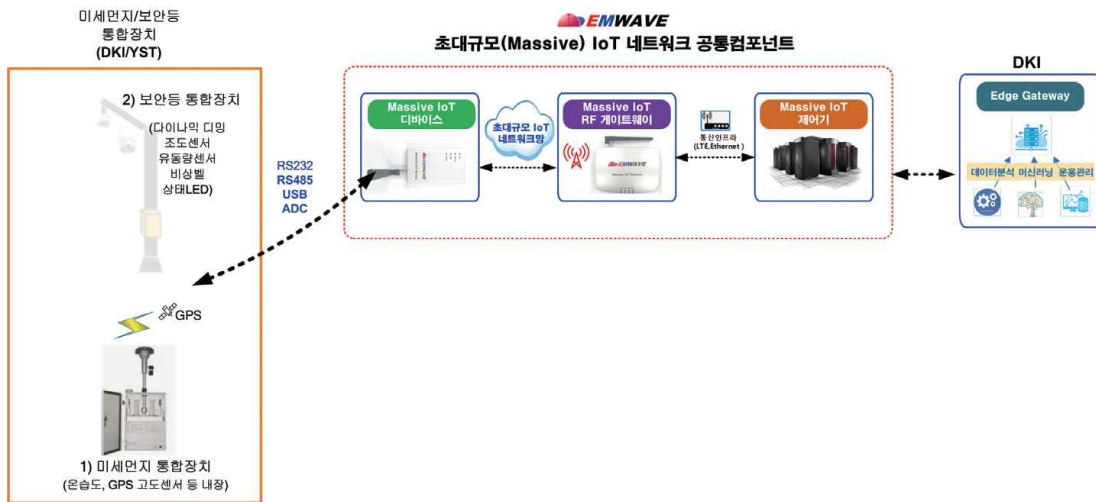 미세먼지/보안등
통합장치
(DKI/YST)
2) 보안등 통합장치
(다이나믹 디밍
조도센서
유동량센서
비상벨
상태LED)
GPS
1) 미세먼지 통합장치
(온습도, GPS 고도센서 등 내장)
RS232
RS485
USB
ADC
EMWAVE
초대규모(Massive) IoT 네트워크 공통컴포넌트
Massive IoT
디바이스
초대규모 IoT
네트워크망
Massive IoT
RF 게이트웨이
EMWAVE
통신인프라
(LTE,Ethernet )
Massive IoT
제어기
DKI
Edge Gateway
데이터분석 머신러닝 운용관리